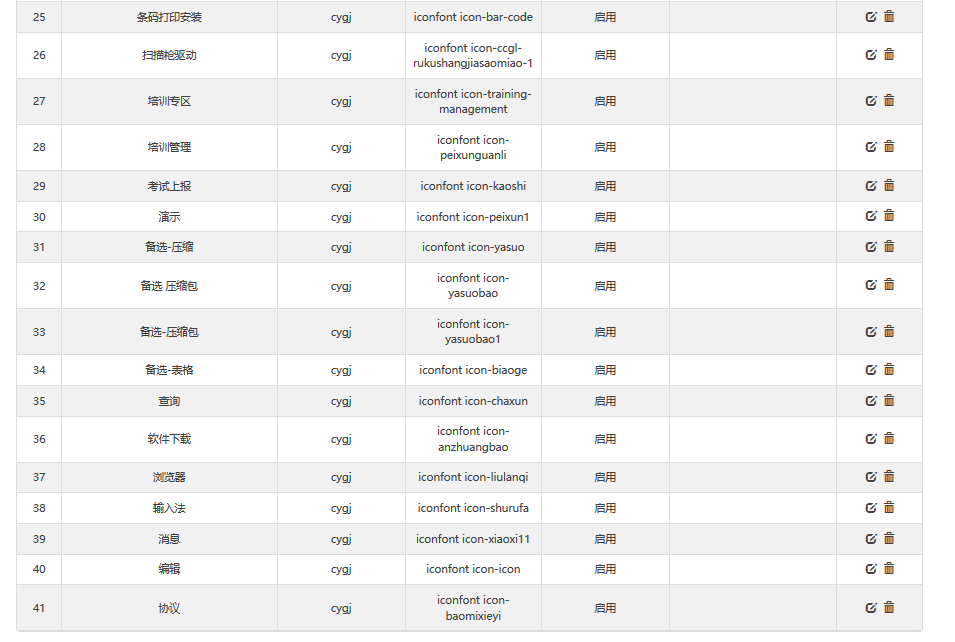 25 条码打印安装 cygj iconfont icon-bar-code 启用
26 扫描枪驱动 cygj iconfont icon-ccgl-
rukushangjiasaomiao-1 启用
27 培训专区 cygj iconfont icon-training-
management 启用
28 培训管理 cygj iconfont icon-
peixunguanli 启用
29 考试上报 cygj iconfont icon-kaoshi 启用
30 演示 cygj iconfont icon-peixun1 启用
31 备选-压缩 cygj iconfont icon-yasuo 启用
32 备选 压缩包 cygj iconfont icon-
yasuobao 启用
33 备选-压缩包 cygj iconfont icon-
yasuobao1 启用
34 备选-表格 cygj iconfont icon-biaoge 启用
35 查询 cygj iconfont icon-chaxun 启用
36 软件下载 cygj iconfont icon-
anzhuangbao 启用
37 浏览器 cygj iconfont icon-liulanqi 启用
38 输入法 cygj iconfont icon-shurufa 启用
39 消息 cygj iconfont icon-xiaoxi11 启用
40 编辑 cygj iconfont icon-icon 启用
41 协议 cygj iconfont icon-
baomixieyi 启用